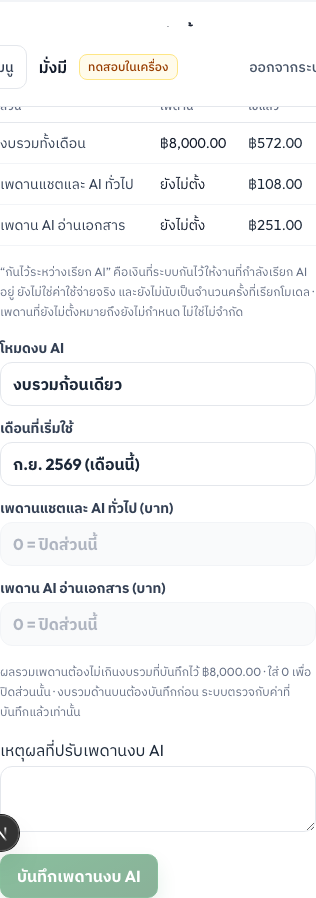 มนู มั่งมี ทดสอบในเครื่อง ออกจากระบ
ส่วน เพดาน ใช้แล้ว
งบรวมทั้งเดือน ฿8,000.00 ฿572.00
เพดานแชตและ AI ทั่วไป ยังไม่ตั้ง ฿108.00
เพดาน AI อ่านเอกสาร ยังไม่ตั้ง ฿251.00
“กันไว้ระหว่างเรียก AI” คือเงินที่ระบบกันไว้ให้งานที่กำลังเรียก AI
อยู่ ยังไม่ใช่ค่าใช้จ่ายจริง และยังไม่นับเป็นจำนวนครั้งที่เรียกโมเดล ·
เพดานที่ยังไม่ตั้งหมายถึงยังไม่กำหนด ไม่ใช่ไม่จำกัด
โหมดงบ AI
งบรวมก้อนเดียว
เดือนที่เริ่มใช้
ก.ย. 2569 (เดือนนี้)
เพดานแชตและ AI ทั่วไป (บาท)
0 = ปิดส่วนนี้
เพดาน AI อ่านเอกสาร (บาท)
0 = ปิดส่วนนี้
ผลรวมเพดานต้องไม่เกินงบรวมที่บันทึกไว้ ฿8,000.00 · ใส่ 0 เพื่อ
ปิดส่วนนั้น · งบรวมด้านบนต้องบันทึกก่อน ระบบตรวจกับค่าที่
บันทึกแล้วเท่านั้น
เหตุผลที่ปรับเพดานงบ AI
N
บันทึกเพดานงบ AI